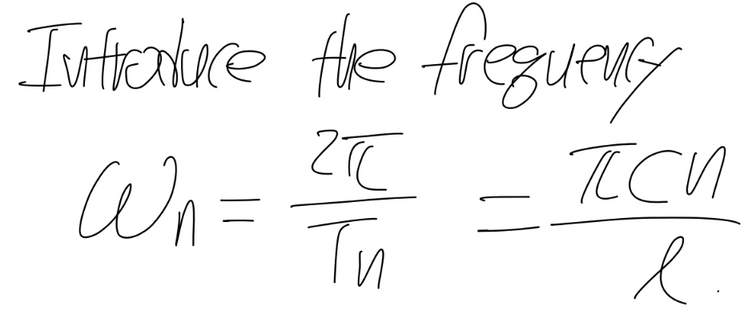 Introduce the frequency
ωn = 2π/Tn = πcn/ℓ.